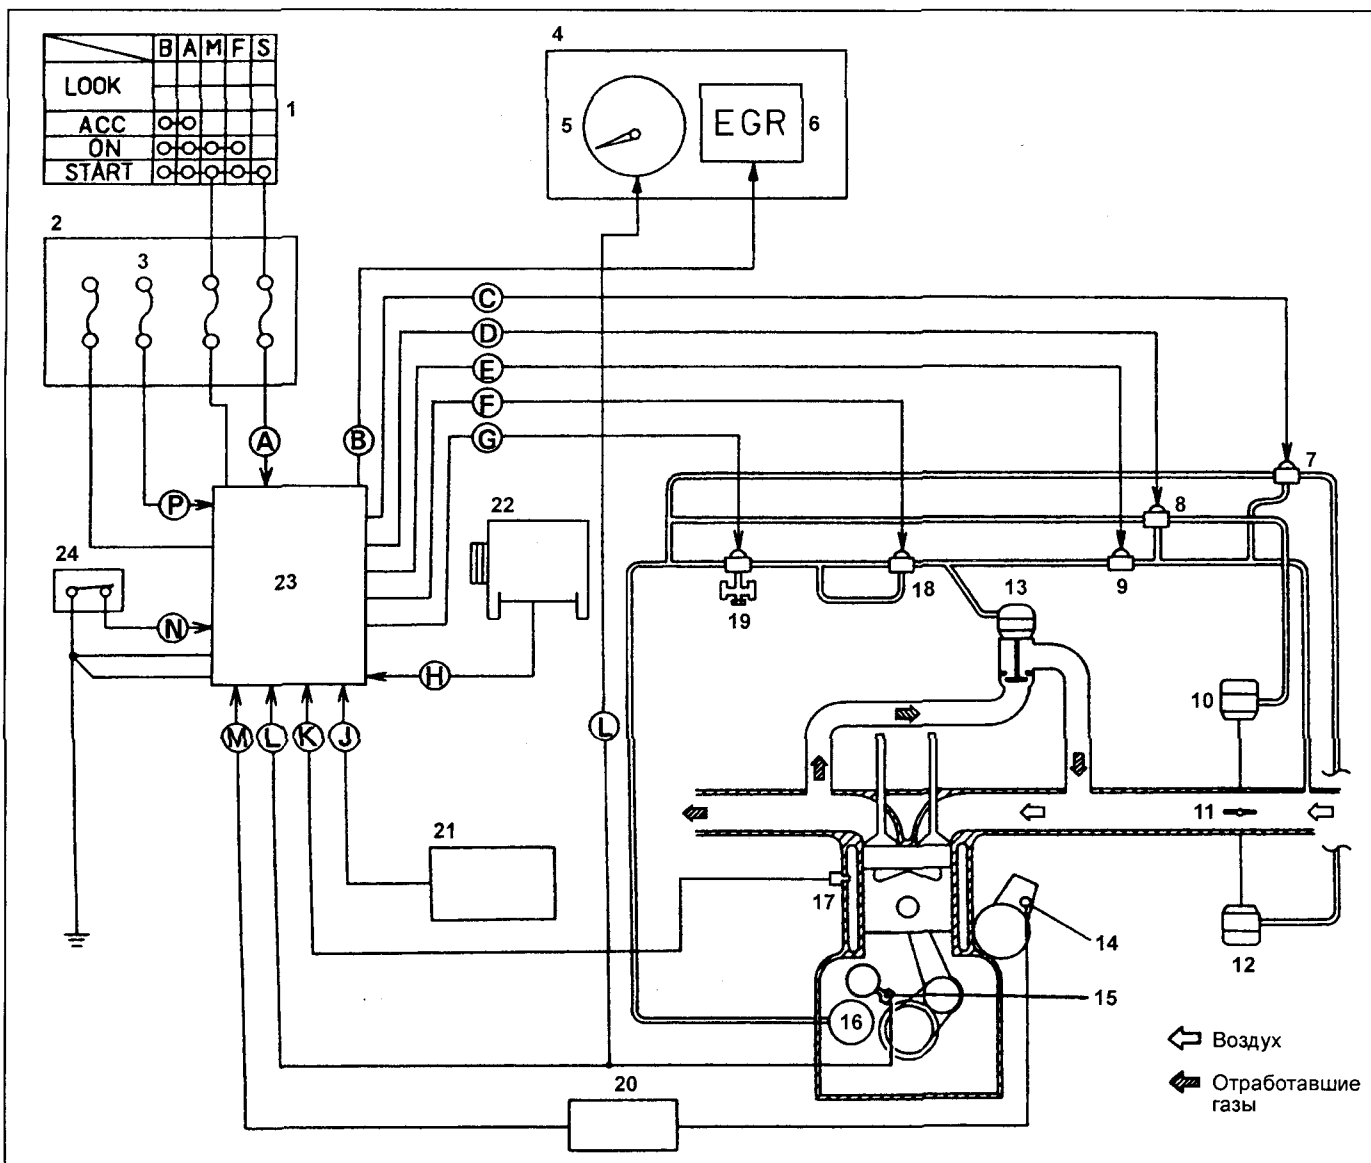 B A M F S
LOOK
ACC
ON
START
1
2
3
4
5
EGR
6
A
B
C
D
E
F
G
P
7
8
9
18
13
19
22
23
24
N
H
M L K J
L
10
11
12
21
17
14
15
16
20
Воздух
Отработавшие
газы